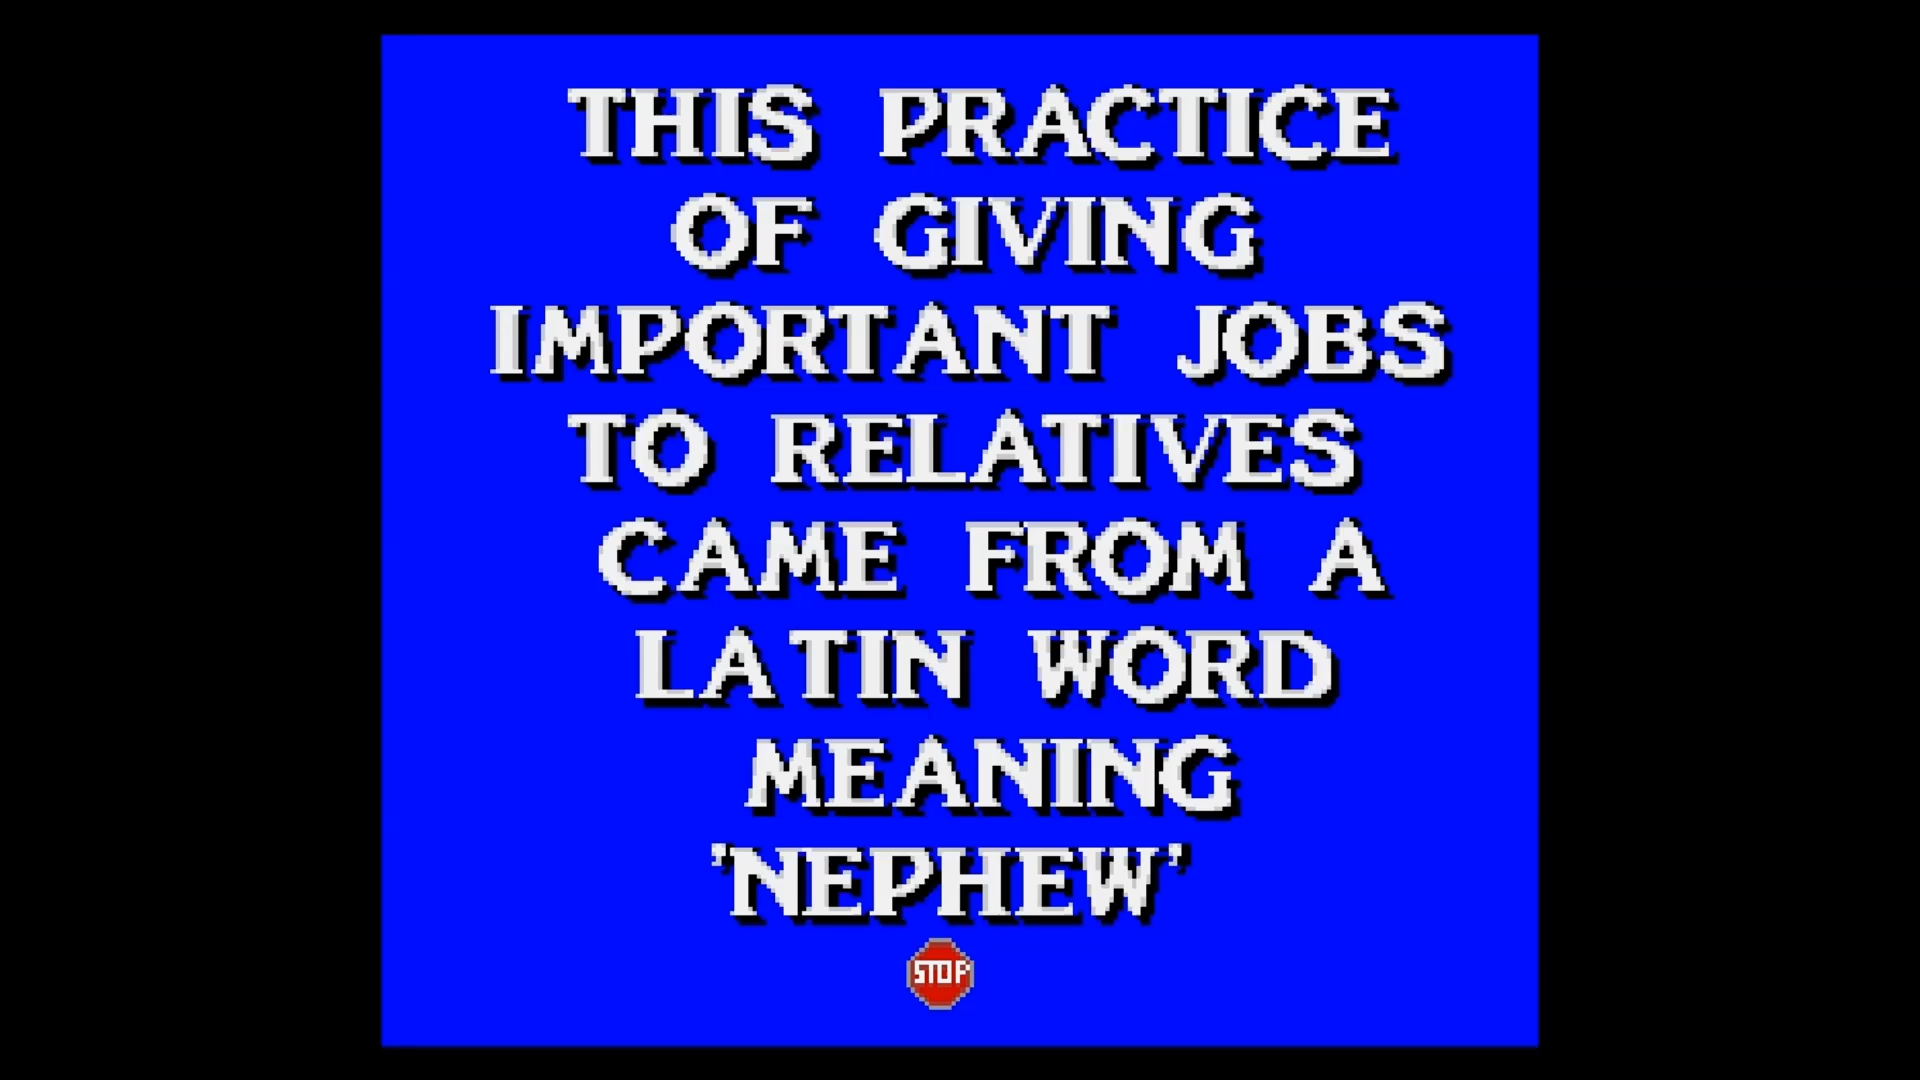 THIS PRACTICE
OF GIVING
IMPORTANT JOBS
TO RELATIVES
CAME FROM A
LATIN WORD
MEANING
'NEPHEW'
STOP